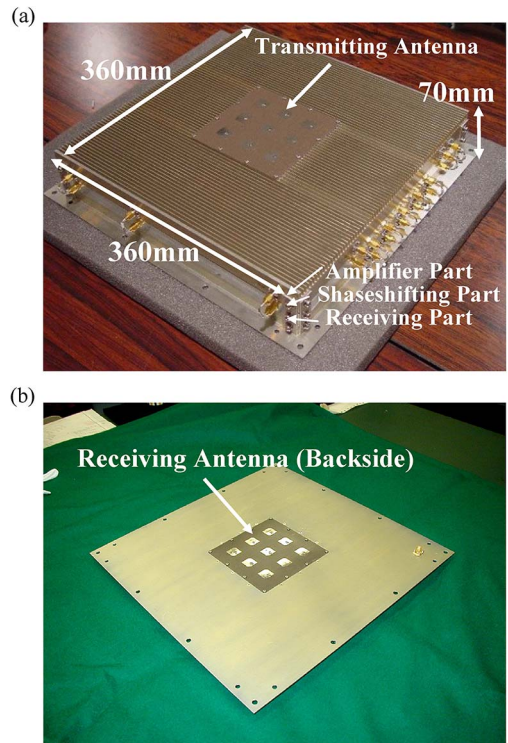 (a)
Transmitting Antenna
360mm
70mm
360mm
Amplifier Part
Shaseshifting Part
Receiving Part
(b)
Receiving Antenna (Backside)